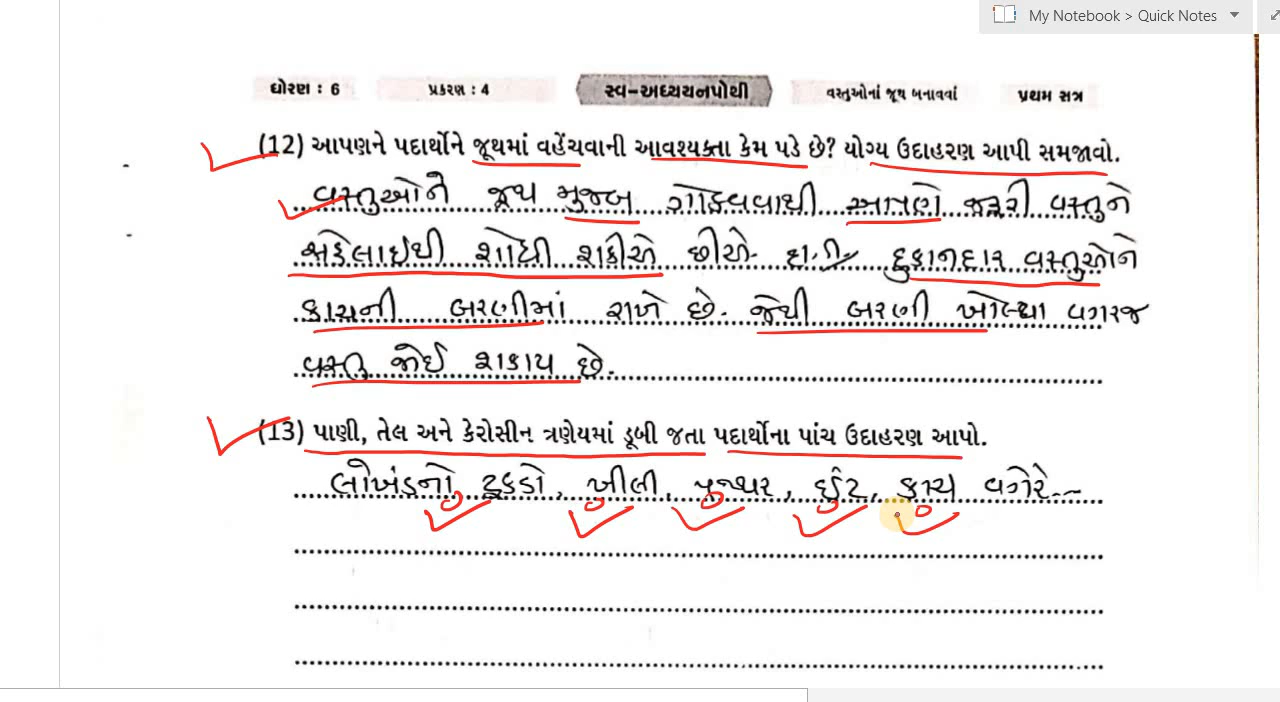 My Notebook > Quick Notes
ધોરણ : 6 પ્રકરણ : 4 સ્વ-અધ્યયનપોથી વસ્તુઓનાં જૂથ બનાવવાં પ્રથમ સત્ર
(12) આપણને પદાર્થોને જૂથમાં વહેંચવાની આવશ્યક્તા કેમ પડે છે? યોગ્ય ઉદાહરણ આપી સમજાવો.
વસ્તુઓને જૂથ મુજબ ગોઠવવાથી આપણે જરૂરી વસ્તુને
સહેલાઈથી શોધી શકીએ છીએ. દા.ત. દુકાનદાર વસ્તુઓને
કાચની બરણીમાં રાખે છે. જેથી બરણી ખોલ્યા વગરજ
વસ્તુ જોઈ શકાય છે.
(13) પાણી, તેલ અને કેરોસીન ત્રણેયમાં ડૂબી જતા પદાર્થોના પાંચ ઉદાહરણ આપો.
લોખંડનો ટૂકડો, ખીલી, પથ્થર, ઈંટ, કાચ વગેરે...